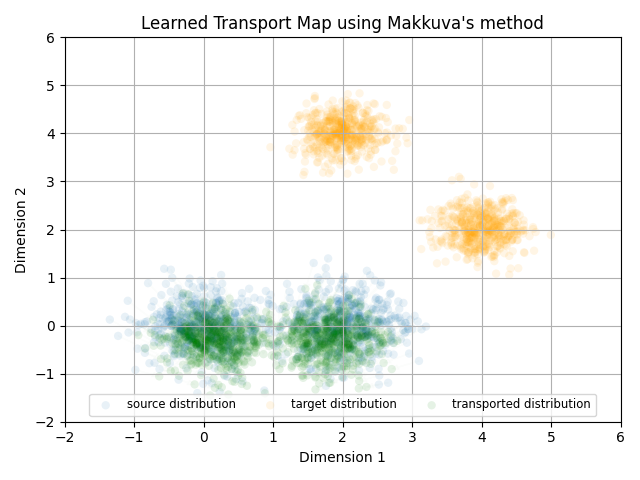 Learned Transport Map using Makkuva's method
6
5
4
3
2
1
0
−1
−2
Dimension 2
source distribution target distribution transported distribution
−2 −1 0 1 2 3 4 5 6
Dimension 1